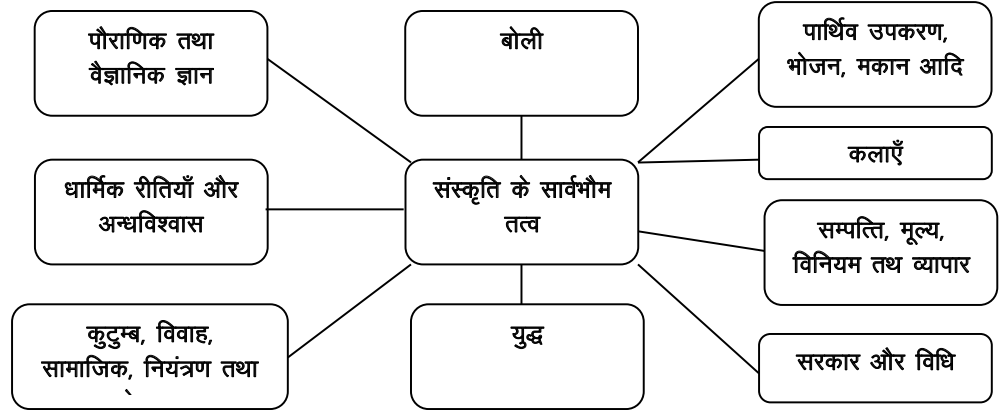 पौराणिक तथा
वैज्ञानिक ज्ञान
बोली
पार्थिव उपकरण,
भोजन, मकान आदि
कलाएँ
धार्मिक रीतियाँ और
अन्धविश्वास
संस्कृति के सार्वभौम
तत्व
सम्पत्ति, मूल्य,
विनियम तथ व्यापार
कुटुम्ब, विवाह,
सामाजिक, नियंत्रण तथा
युद्ध
सरकार और विधि